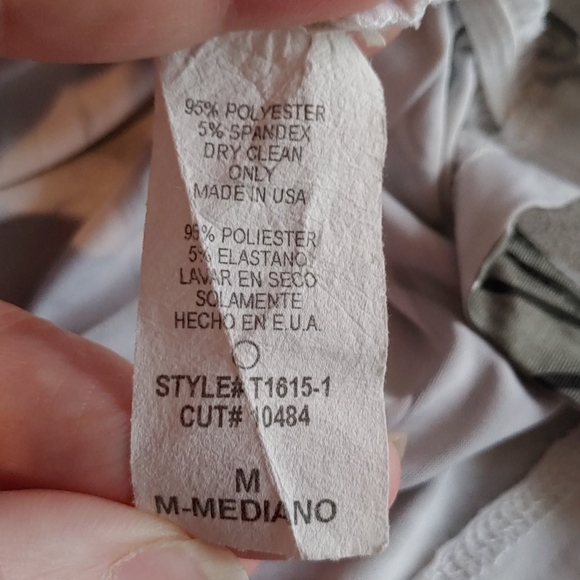 95% POLYESTER
5% SPANDEX
DRY CLEAN
ONLY
MADE IN USA
95% POLIESTER
5% ELASTANO
LAVAR EN SECO
SOLAMENTE
HECHO EN E.U.A.
STYLE# T1615-1
CUT# 10484
M
M-MEDIANO